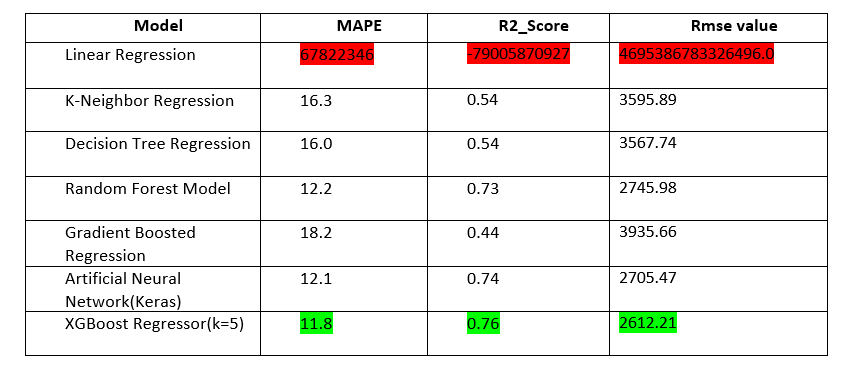 Model MAPE R2_Score Rmse value
Linear Regression 67822346 -79005870927 4695386783326496.0
K-Neighbor Regression 16.3 0.54 3595.89
Decision Tree Regression 16.0 0.54 3567.74
Random Forest Model 12.2 0.73 2745.98
Gradient Boosted 18.2 0.44 3935.66
Regression
Artificial Neural 12.1 0.74 2705.47
Network(Keras)
XGBoost Regressor(k=5) 11.8 0.76 2612.21